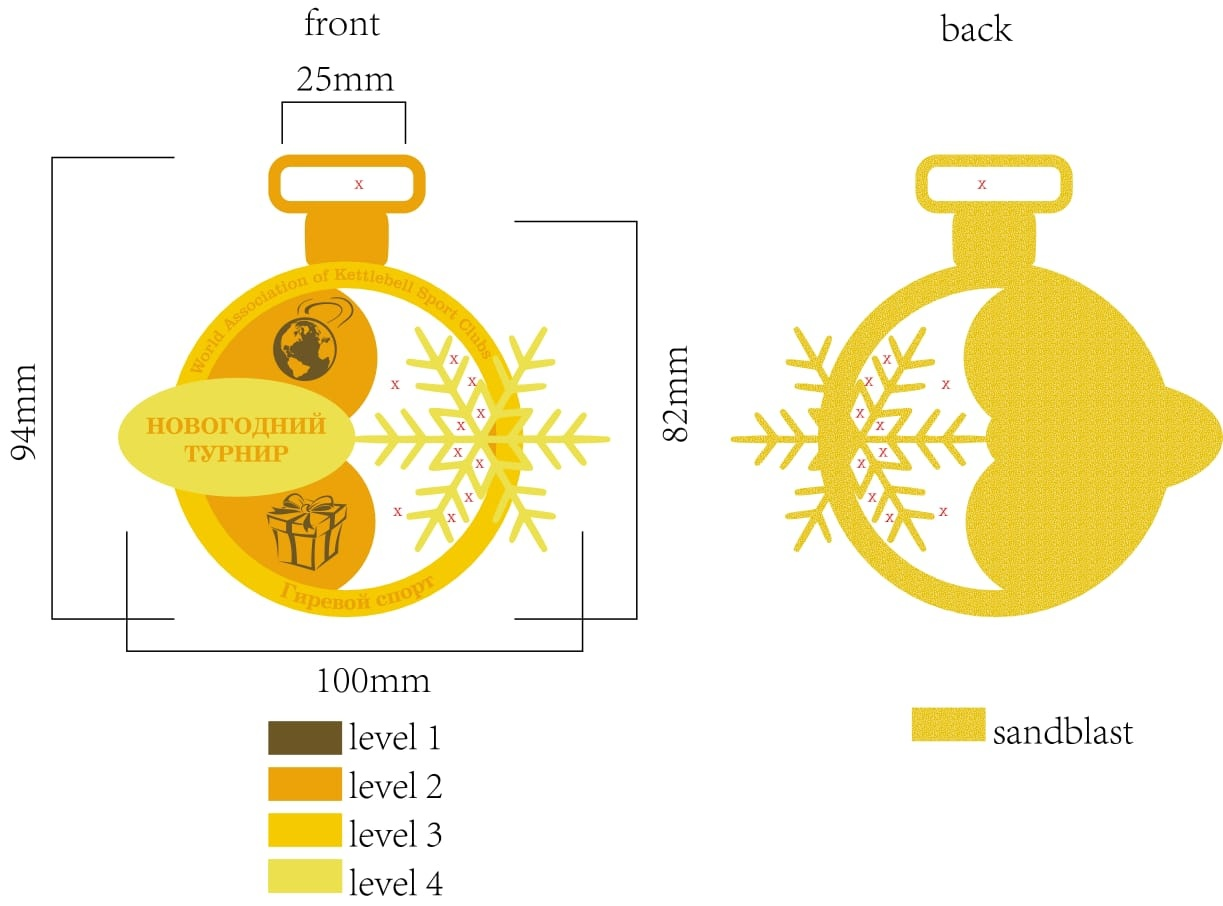 front
back
25mm
x
x
World Association of Kettlebell Sport Clubs
94mm
82mm
x
x
x
x
x
x
x
x
x
x
x
x
НОВОГОДНИЙ
ТУРНИР
x
x
x
x
x
x
x
x
Гиревой спорт
100mm
level 1
level 2
level 3
level 4
sandblast